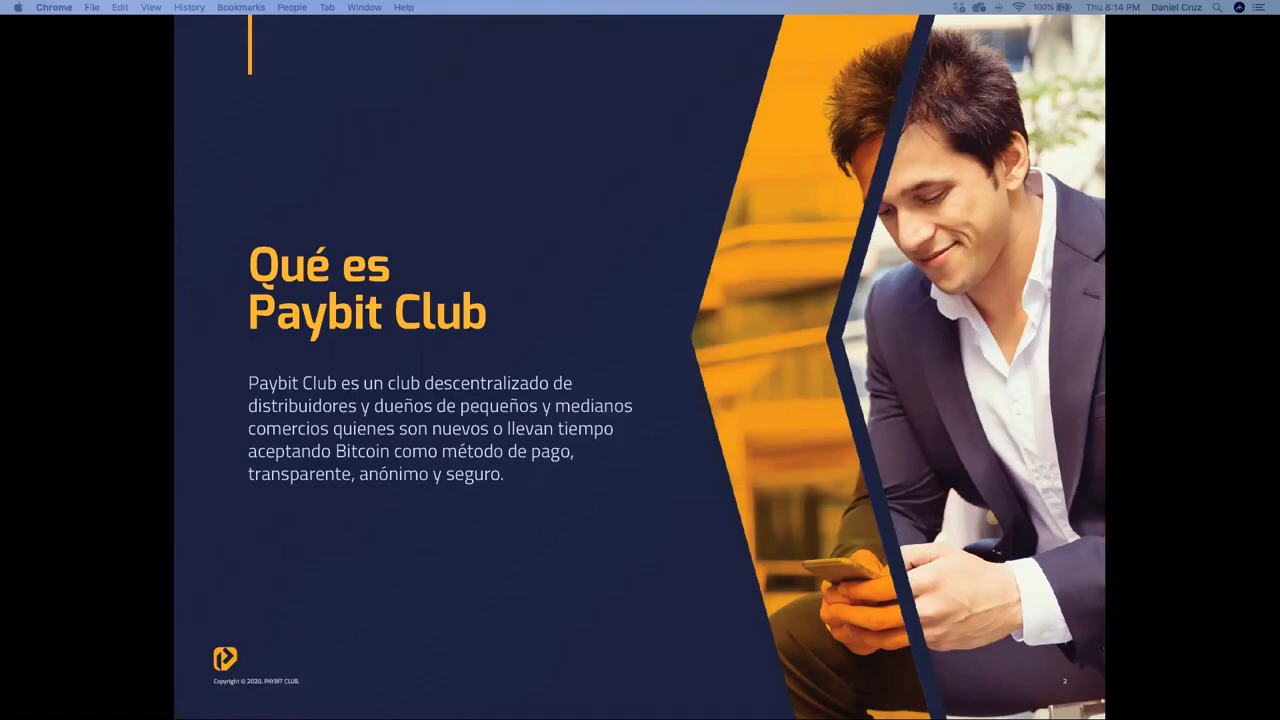 Chrome File Edit View History Bookmarks People Tab Window Help 100% Thu 8:14 PM Daniel Cruz
Qué es
Paybit Club
Paybit Club es un club descentralizado de
distribuidores y dueños de pequeños y medianos
comercios quienes son nuevos o llevan tiempo
aceptando Bitcoin como método de pago,
transparente, anónimo y seguro.
Copyright © 2020, PAYBIT CLUB.
2